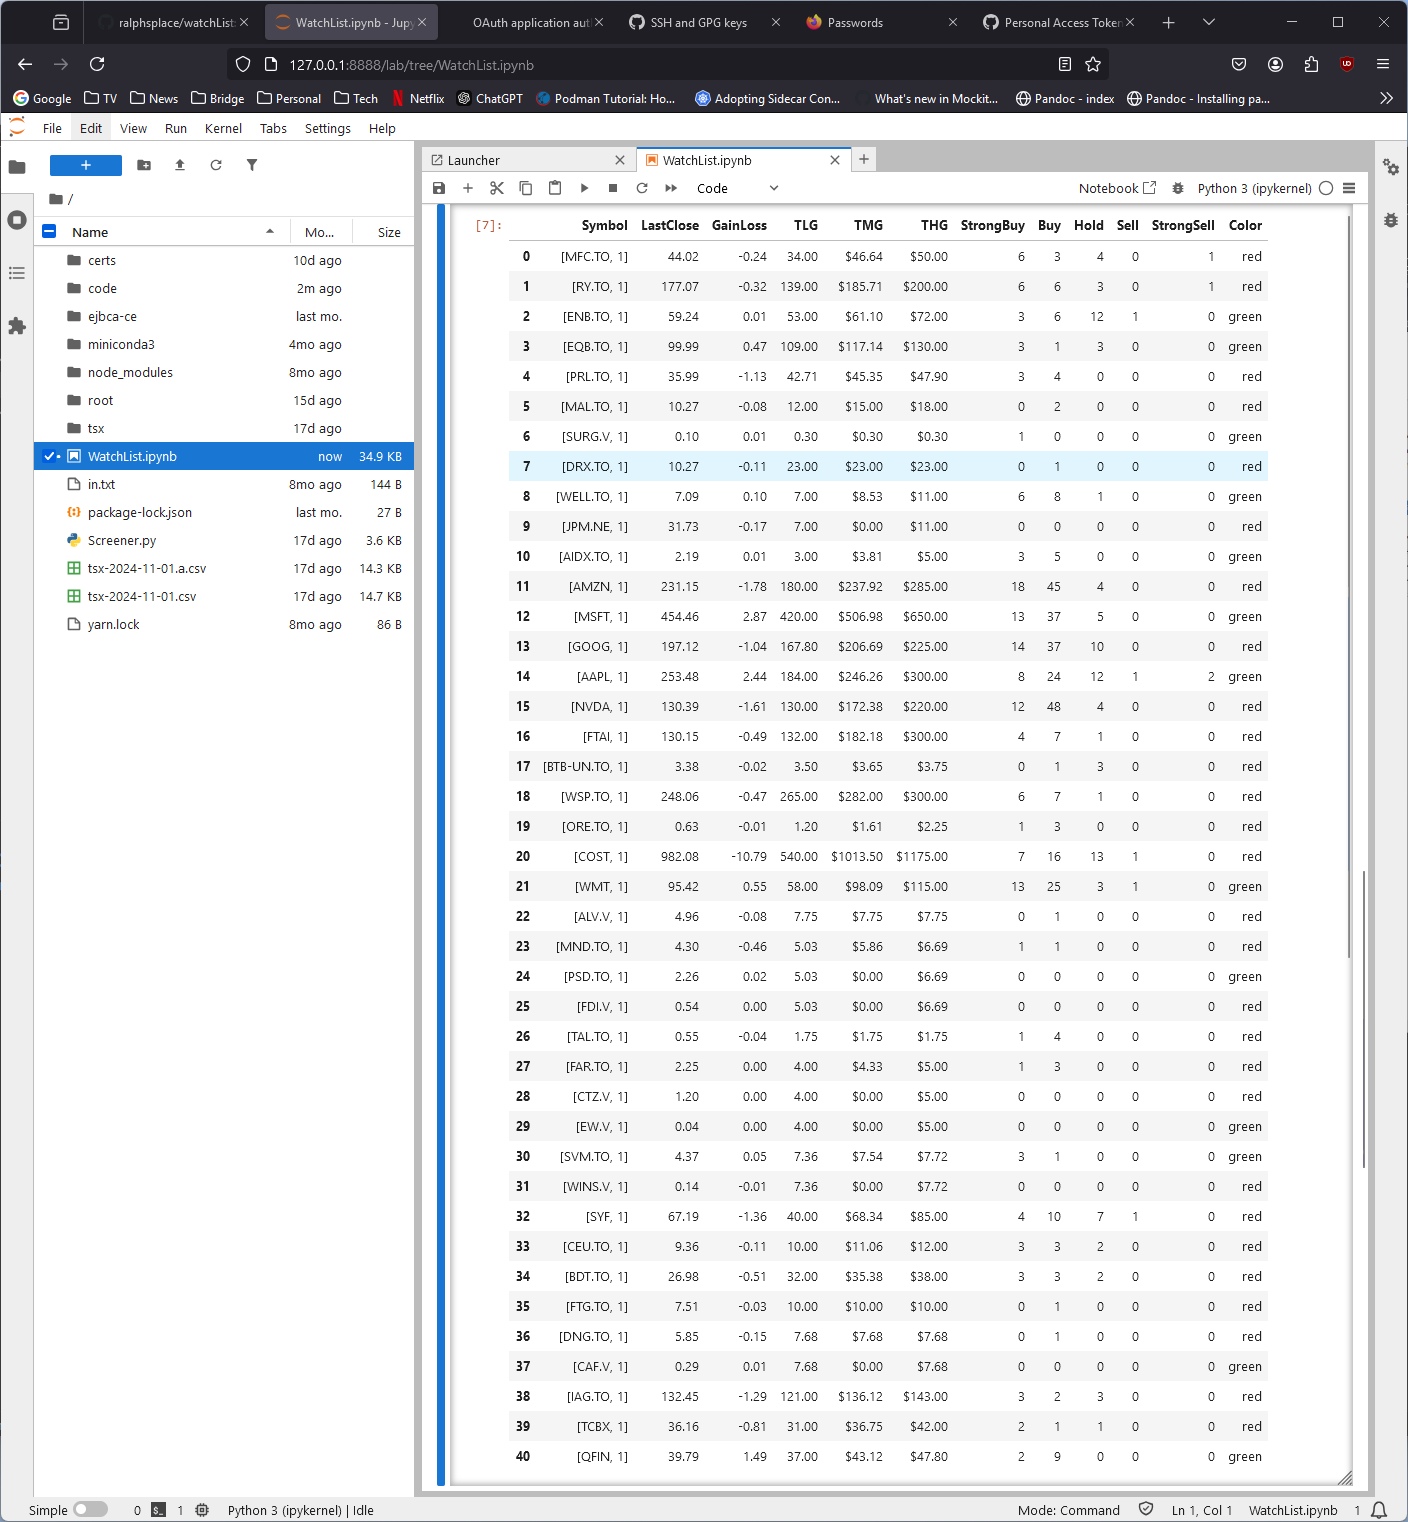 ralphsplace/watchList
WatchList.ipynb - Jupy
OAuth application aut
SSH and GPG keys
Passwords
Personal Access Token
127.0.0.1:8888/lab/tree/WatchList.ipynb
Google TV News Bridge Personal Tech Netflix ChatGPT Podman Tutorial: Ho... Adopting Sidecar Con... What's new in Mockit... Pandoc - index Pandoc - Installing pa...
File Edit View Run Kernel Tabs Settings Help
Launcher WatchList.ipynb
Code Notebook Python 3 (ipykernel)
/
Name Mo... Size
certs 10d ago
code 2m ago
ejbca-ce last mo.
miniconda3 4mo ago
node_modules 8mo ago
root 15d ago
tsx 17d ago
WatchList.ipynb now 34.9 KB
in.txt 8mo ago 144 B
package-lock.json last mo. 27 B
Screener.py 17d ago 3.6 KB
tsx-2024-11-01.a.csv 17d ago 14.3 KB
tsx-2024-11-01.csv 17d ago 14.7 KB
yarn.lock 8mo ago 86 B
[7]: Symbol LastClose GainLoss TLG TMG THG StrongBuy Buy Hold Sell StrongSell Color
0 [MFC.TO, 1] 44.02 -0.24 34.00 $46.64 $50.00 6 3 4 0 1 red
1 [RY.TO, 1] 177.07 -0.32 139.00 $185.71 $200.00 6 6 3 0 1 red
2 [ENB.TO, 1] 59.24 0.01 53.00 $61.10 $72.00 3 6 12 1 0 green
3 [EQB.TO, 1] 99.99 0.47 109.00 $117.14 $130.00 3 1 3 0 0 green
4 [PRL.TO, 1] 35.99 -1.13 42.71 $45.35 $47.90 3 4 0 0 0 red
5 [MAL.TO, 1] 10.27 -0.08 12.00 $15.00 $18.00 0 2 0 0 0 red
6 [SURG.V, 1] 0.10 0.01 0.30 $0.30 $0.30 1 0 0 0 0 green
7 [DRX.TO, 1] 10.27 -0.11 23.00 $23.00 $23.00 0 1 0 0 0 red
8 [WELL.TO, 1] 7.09 0.10 7.00 $8.53 $11.00 6 8 1 0 0 green
9 [JPM.NE, 1] 31.73 -0.17 7.00 $0.00 $11.00 0 0 0 0 0 red
10 [AIDX.TO, 1] 2.19 0.01 3.00 $3.81 $5.00 3 5 0 0 0 green
11 [AMZN, 1] 231.15 -1.78 180.00 $237.92 $285.00 18 45 4 0 0 red
12 [MSFT, 1] 454.46 2.87 420.00 $506.98 $650.00 13 37 5 0 0 green
13 [GOOG, 1] 197.12 -1.04 167.80 $206.69 $225.00 14 37 10 0 0 red
14 [AAPL, 1] 253.48 2.44 184.00 $246.26 $300.00 8 24 12 1 2 green
15 [NVDA, 1] 130.39 -1.61 130.00 $172.38 $220.00 12 48 4 0 0 red
16 [FTAI, 1] 130.15 -0.49 132.00 $182.18 $300.00 4 7 1 0 0 red
17 [BTB-UN.TO, 1] 3.38 -0.02 3.50 $3.65 $3.75 0 1 3 0 0 red
18 [WSP.TO, 1] 248.06 -0.47 265.00 $282.00 $300.00 6 7 1 0 0 red
19 [ORE.TO, 1] 0.63 -0.01 1.20 $1.61 $2.25 1 3 0 0 0 red
20 [COST, 1] 982.08 -10.79 540.00 $1013.50 $1175.00 7 16 13 1 0 red
21 [WMT, 1] 95.42 0.55 58.00 $98.09 $115.00 13 25 3 1 0 green
22 [ALV.V, 1] 4.96 -0.08 7.75 $7.75 $7.75 0 1 0 0 0 red
23 [MND.TO, 1] 4.30 -0.46 5.03 $5.86 $6.69 1 1 0 0 0 red
24 [PSD.TO, 1] 2.26 0.02 5.03 $0.00 $6.69 0 0 0 0 0 green
25 [FDI.V, 1] 0.54 0.00 5.03 $0.00 $6.69 0 0 0 0 0 red
26 [TAL.TO, 1] 0.55 -0.04 1.75 $1.75 $1.75 1 4 0 0 0 red
27 [FAR.TO, 1] 2.25 0.00 4.00 $4.33 $5.00 1 3 0 0 0 red
28 [CTZ.V, 1] 1.20 0.00 4.00 $0.00 $5.00 0 0 0 0 0 red
29 [EW.V, 1] 0.04 0.00 4.00 $0.00 $5.00 0 0 0 0 0 green
30 [SVM.TO, 1] 4.37 0.05 7.36 $7.54 $7.72 3 1 0 0 0 green
31 [WINS.V, 1] 0.14 -0.01 7.36 $0.00 $7.72 0 0 0 0 0 red
32 [SYF, 1] 67.19 -1.36 40.00 $68.34 $85.00 4 10 7 1 0 red
33 [CEU.TO, 1] 9.36 -0.11 10.00 $11.06 $12.00 3 3 2 0 0 red
34 [BDT.TO, 1] 26.98 -0.51 32.00 $35.38 $38.00 3 3 2 0 0 red
35 [FTG.TO, 1] 7.51 -0.03 10.00 $10.00 $10.00 0 1 0 0 0 red
36 [DNG.TO, 1] 5.85 -0.15 7.68 $7.68 $7.68 0 1 0 0 0 red
37 [CAF.V, 1] 0.29 0.01 7.68 $0.00 $7.68 0 0 0 0 0 green
38 [IAG.TO, 1] 132.45 -1.29 121.00 $136.12 $143.00 3 2 3 0 0 red
39 [TCBX, 1] 36.16 -0.81 31.00 $36.75 $42.00 2 1 1 0 0 red
40 [QFIN, 1] 39.79 1.49 37.00 $43.12 $47.80 2 9 0 0 0 green
Simple 0 1 Python 3 (ipykernel) | Idle Mode: Command Ln 1, Col 1 WatchList.ipynb 1